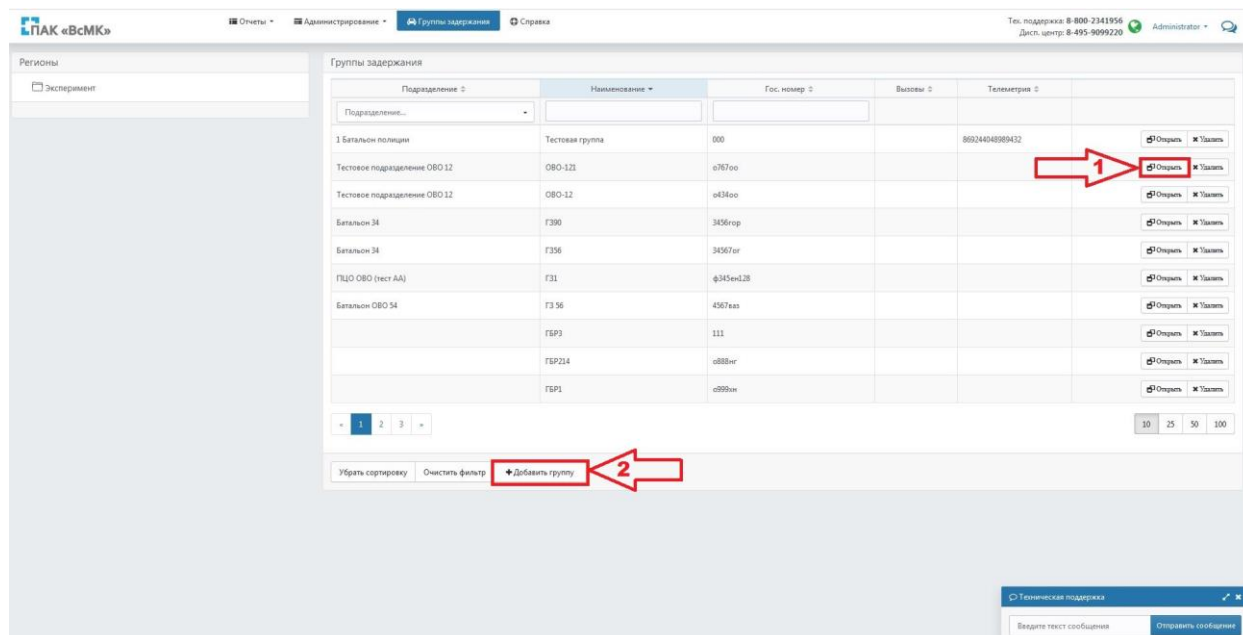 ПАК «ВсМК»
Отчеты
Администрирование
Группы задержания
Справка
Тех. поддержка: 8-800-2341956
Дисп. центр: 8-495-9099220
Administrator
Регионы
Эксперимент
Группы задержания
Подразделение Наименование Гос. номер Вызовы Телеметрия
Подразделение...
1 Батальон полиции Тестовая группа 000 869244048989432 Открыть Удалить
Тестовое подразделение ОВО 12 ОВО-121 о767оо 1 Открыть Удалить
Тестовое подразделение ОВО 12 ОВО-12 о434оо Открыть Удалить
Батальон 34 ГЗ90 3456гор Открыть Удалить
Батальон 34 Г356 34567ог Открыть Удалить
ПЦО ОВО (тест АА) ГЗ1 ф345ен128 Открыть Удалить
Батальон ОВО 54 ГЗ 56 4567ваз Открыть Удалить
ГБР3 111 Открыть Удалить
ГБР214 о888нг Открыть Удалить
ГБР1 о999хн Открыть Удалить
« 1 2 3 » 10 25 50 100
Убрать сортировку Очистить фильтр Добавить группу 2
Техническая поддержка
Введите текст сообщения Отправить сообщение